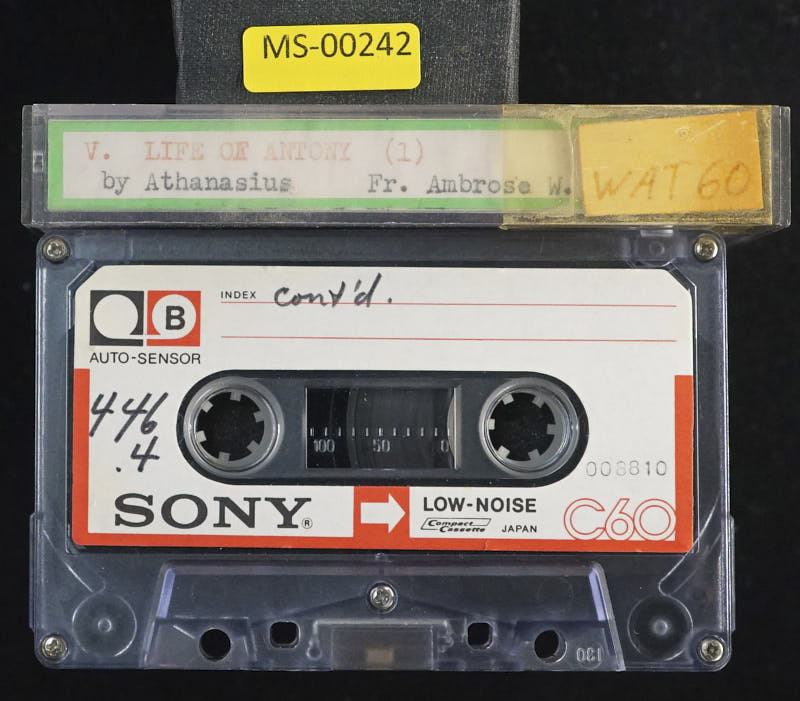 MS-00242
V. LIFE OF ANTONY (1)
by Athanasius Fr. Ambrose W.
WAT 60
B
INDEX cont'd.
AUTO-SENSOR
446
.4
100 50 0
008810
SONY®
LOW-NOISE
Compact Cassette JAPAN
C60
130